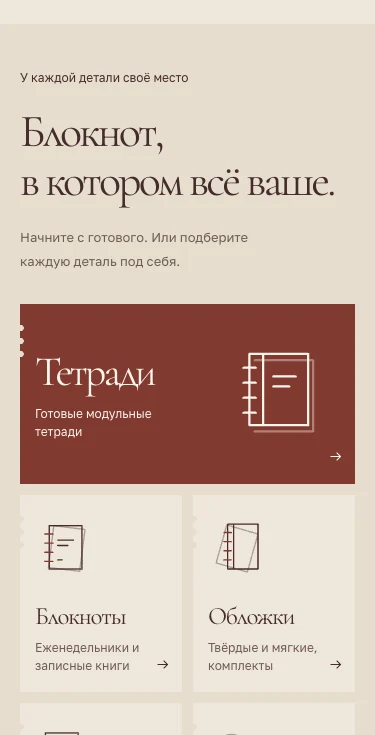 У каждой детали своё место
Блокнот,
в котором всё ваше.
Начните с готового. Или подберите
каждую деталь под себя.
Тетради
Готовые модульные
тетради
Блокноты
Еженедельники и
записные книги
Обложки
Твёрдые и мягкие,
комплекты